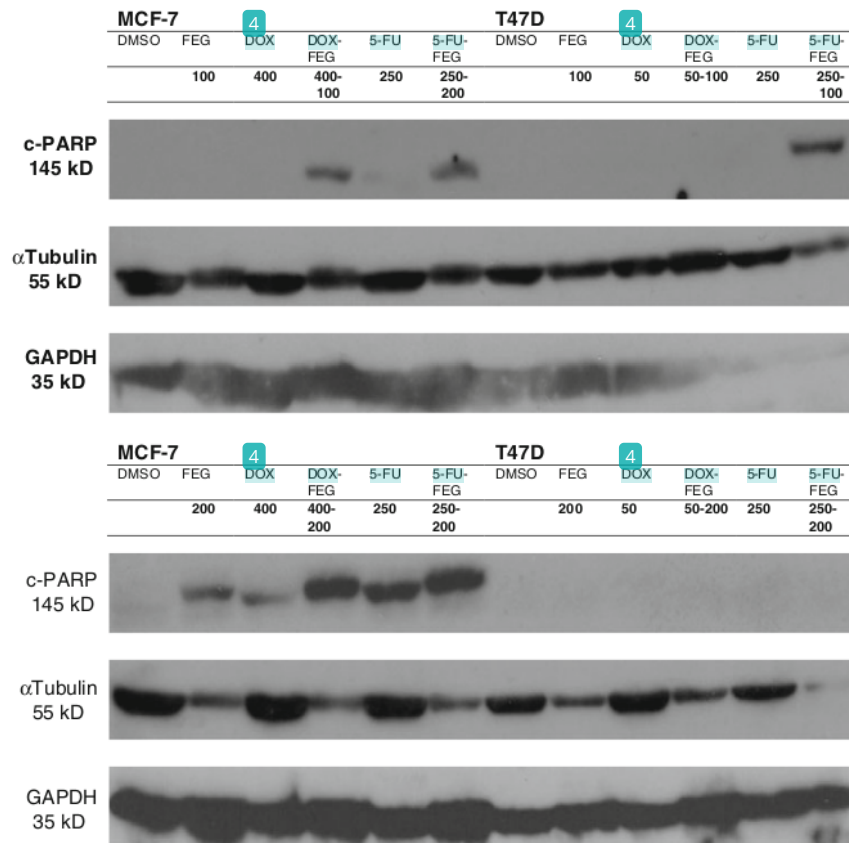 MCF-7 4 T47D 4
DMSO FEG DOX DOX-FEG 5-FU 5-FU-FEG DMSO FEG DOX DOX-FEG 5-FU 5-FU-FEG
100 400 400-100 250 250-200 100 50 50-100 250 250-100
c-PARP
145 kD
αTubulin
55 kD
GAPDH
35 kD
MCF-7 4 T47D 4
DMSO FEG DOX DOX-FEG 5-FU 5-FU-FEG DMSO FEG DOX DOX-FEG 5-FU 5-FU-FEG
200 400 400-200 250 250-200 200 50 50-200 250 250-200
c-PARP
145 kD
αTubulin
55 kD
GAPDH
35 kD